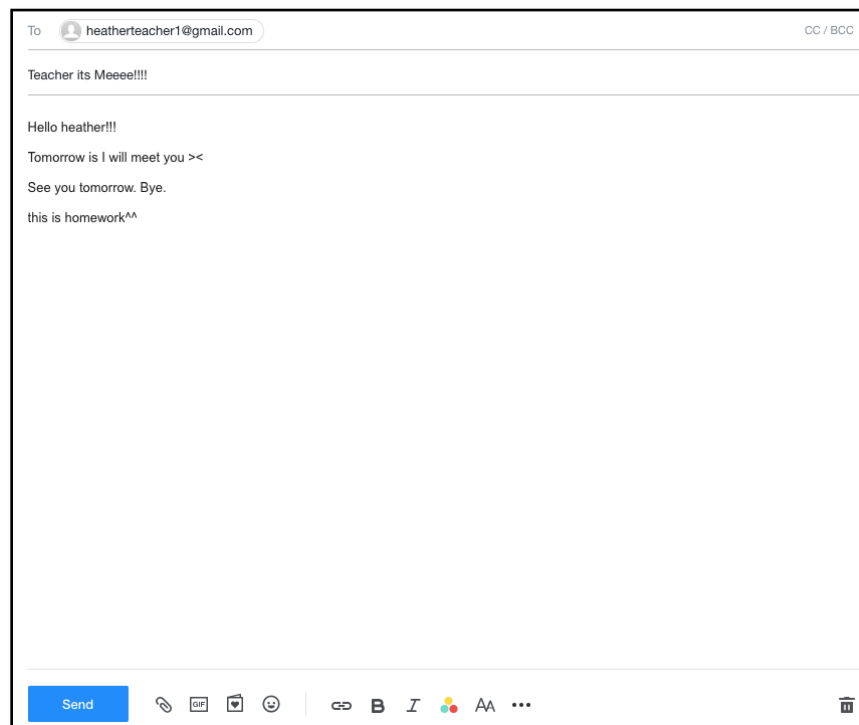 To heatherteacher1@gmail.com CC / BCC
Teacher its Meeee!!!!
Hello heather!!!
Tomorrow is I will meet you ><
See you tomorrow. Bye.
this is homework^^
Send GIF B I AA